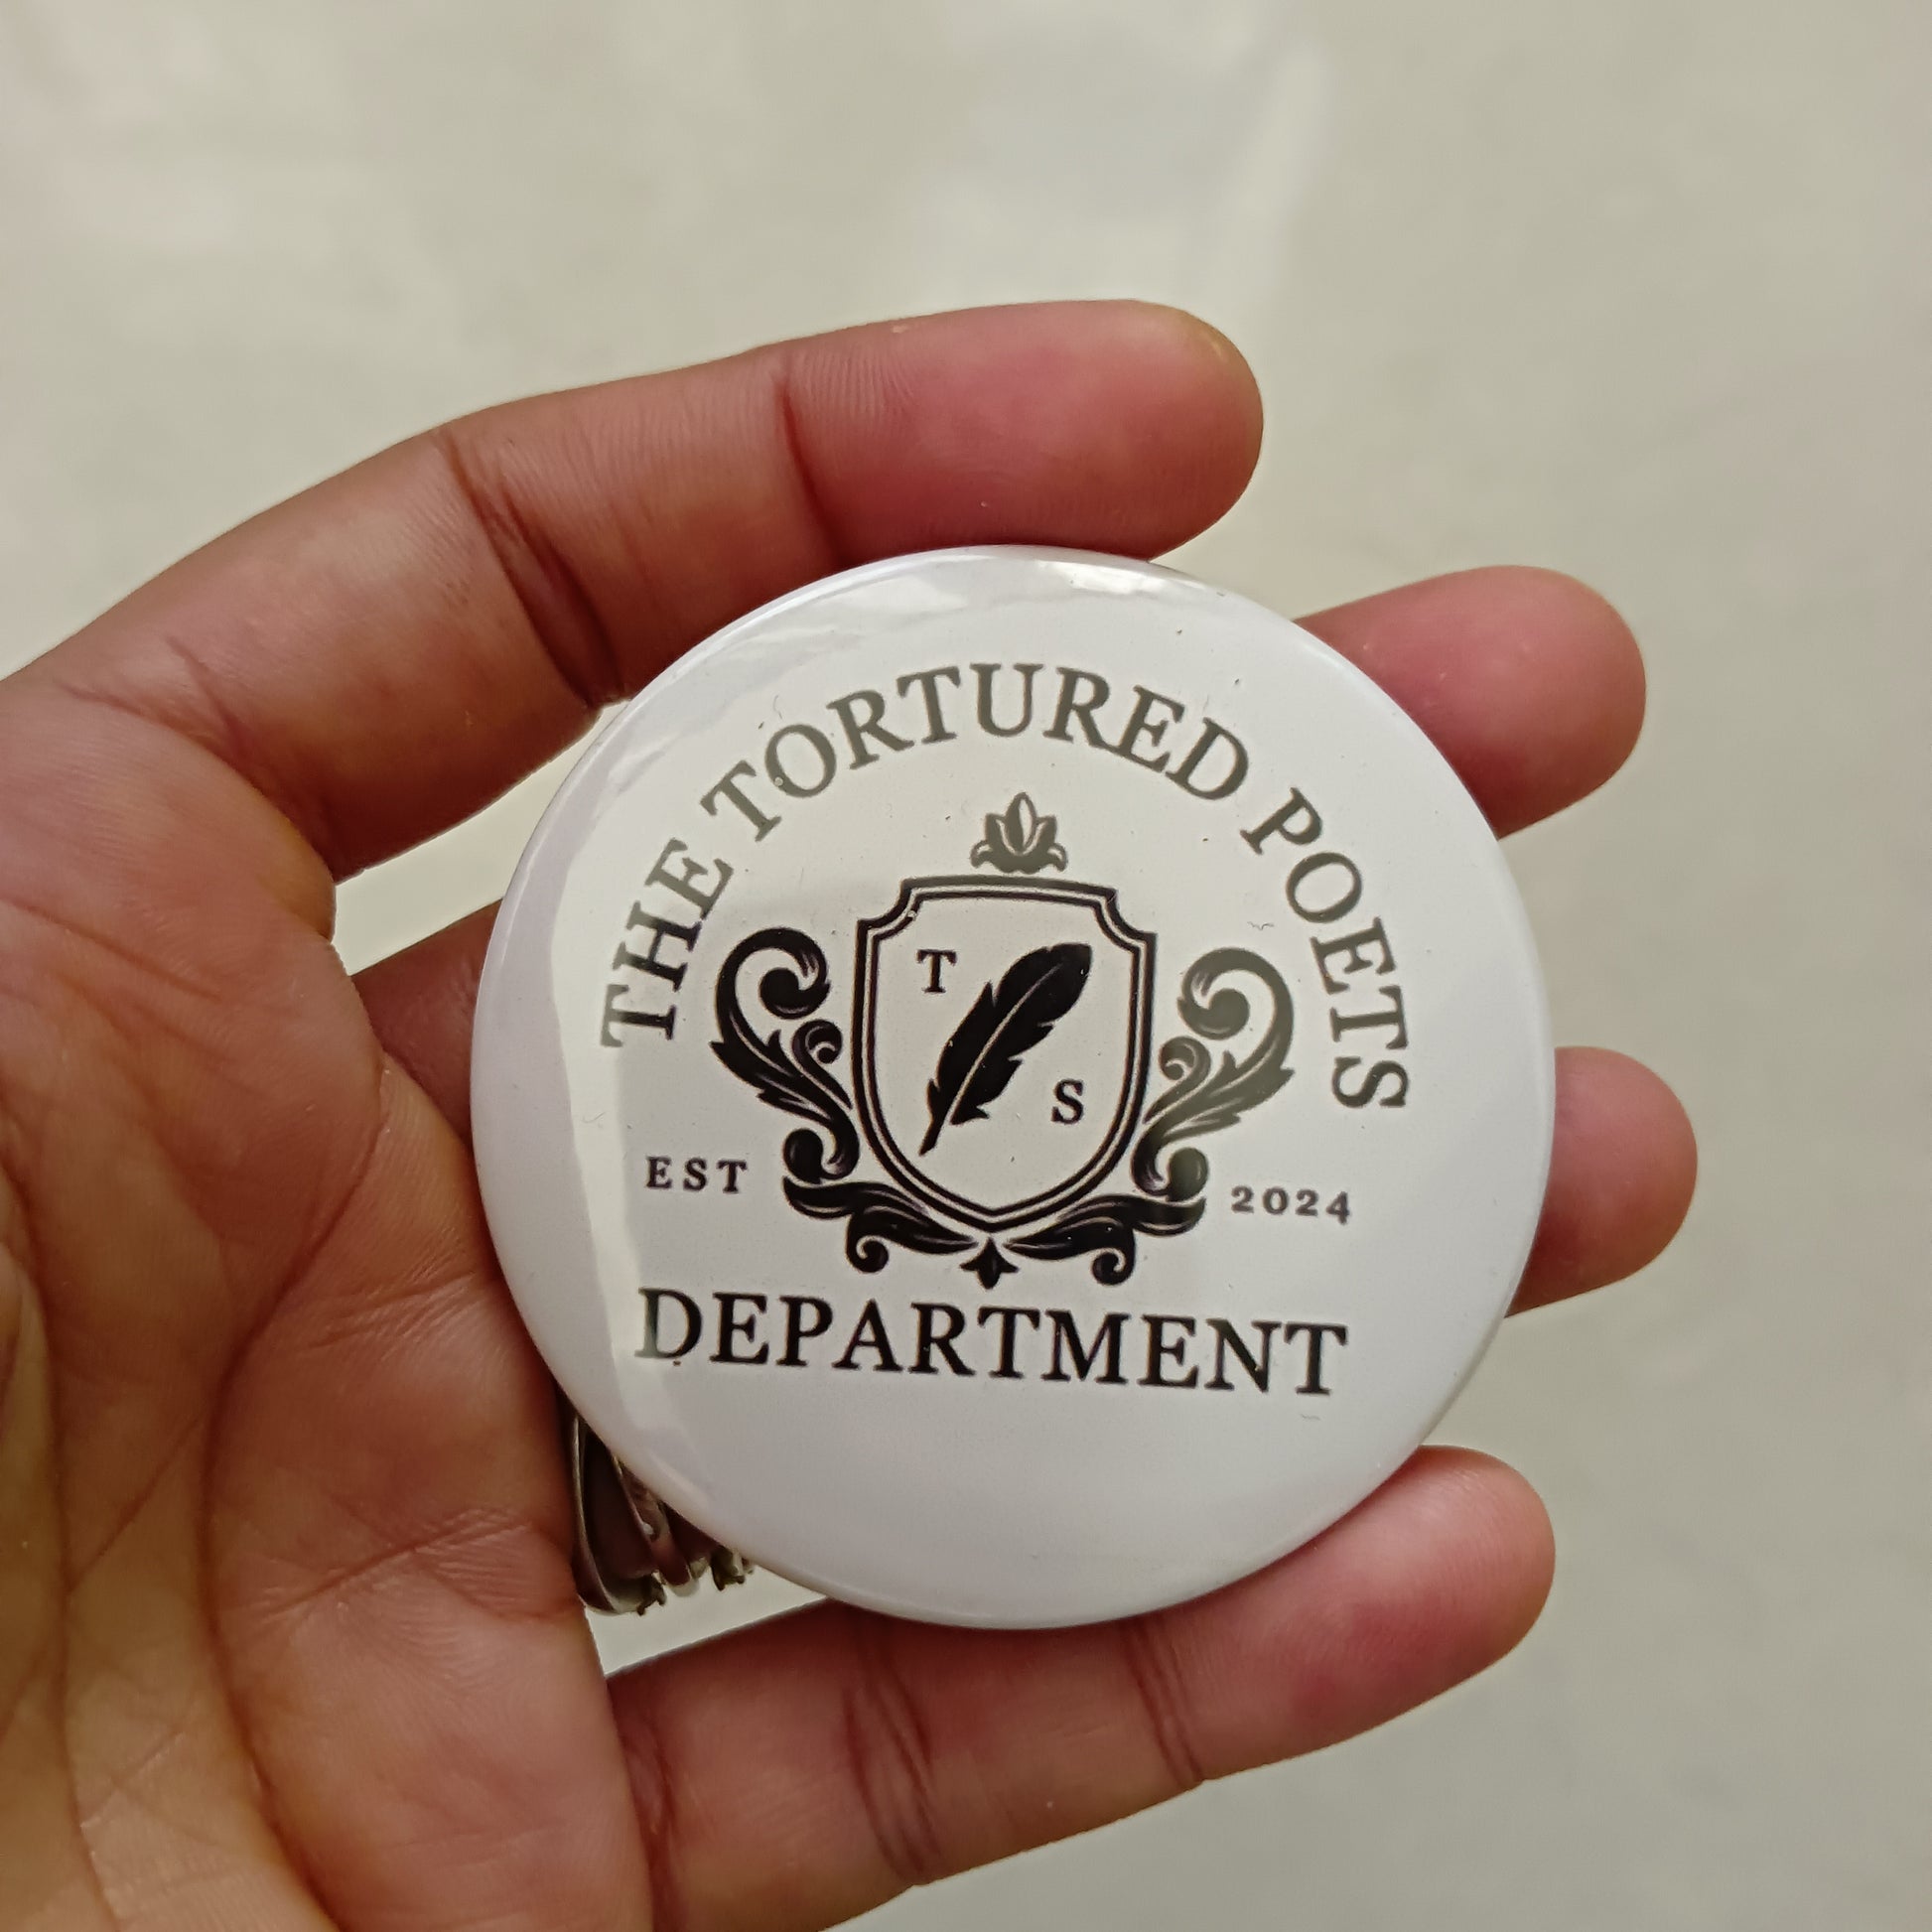 THE TORTURED POETS
T
S
EST 2024
DEPARTMENT